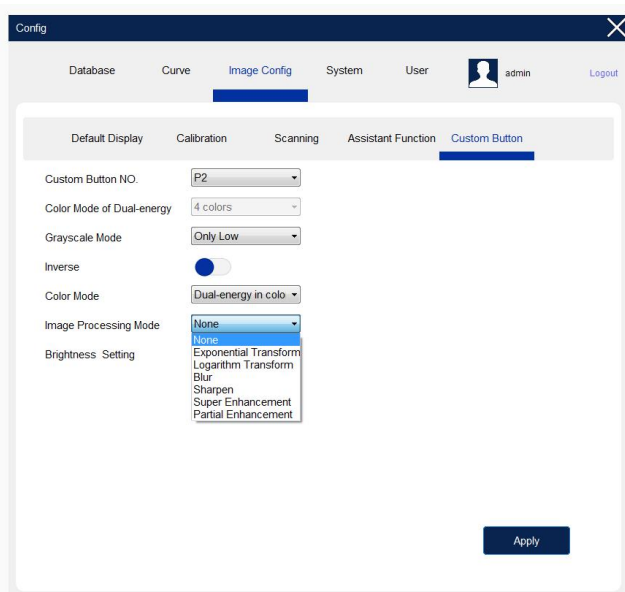 Config
Database Curve Image Config System User admin Logout
Default Display Calibration Scanning Assistant Function Custom Button
Custom Button NO. P2
Color Mode of Dual-energy 4 colors
Grayscale Mode Only Low
Inverse
Color Mode Dual-energy in colo
Image Processing Mode None
None
Brightness Setting Exponential Transform
Logarithm Transform
Blur
Sharpen
Super Enhancement
Partial Enhancement
Apply